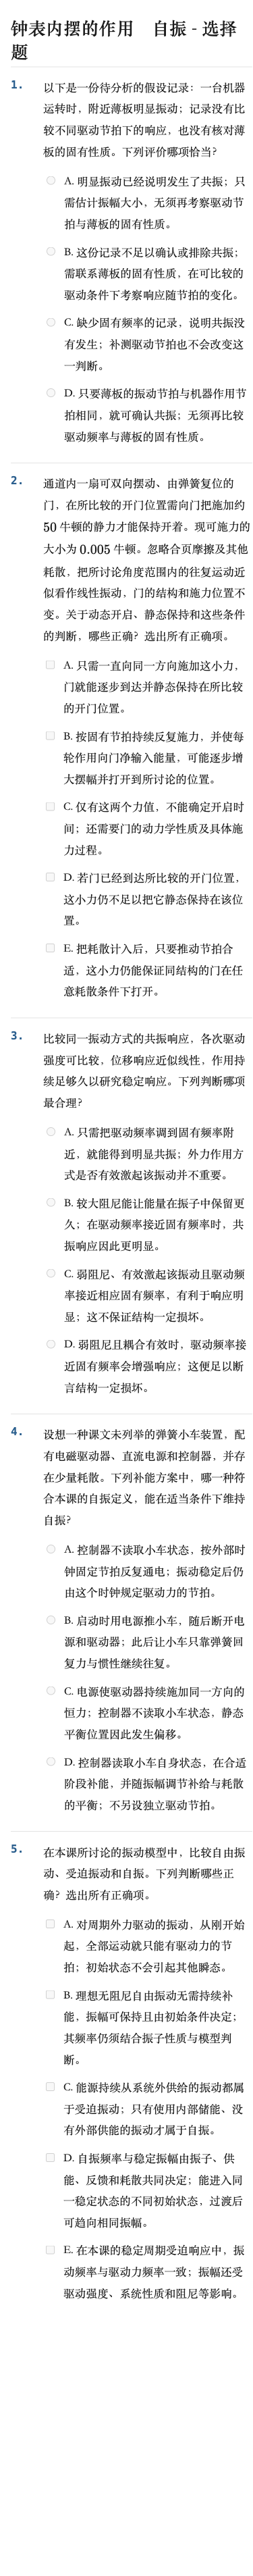 钟表内摆的作用　自振 - 选择
题
1. 以下是一份待分析的假设记录：一台机器
运转时，附近薄板明显振动；记录没有比
较不同驱动节拍下的响应，也没有核对薄
板的固有性质。下列评价哪项恰当？
A. 明显振动已经说明发生了共振；只
需估计振幅大小，无须再考察驱动节
拍与薄板的固有性质。
B. 这份记录不足以确认或排除共振；
需联系薄板的固有性质，在可比较的
驱动条件下考察响应随节拍的变化。
C. 缺少固有频率的记录，说明共振没
有发生；补测驱动节拍也不会改变这
一判断。
D. 只要薄板的振动节拍与机器作用节
拍相同，就可确认共振；无须再比较
驱动频率与薄板的固有性质。
2. 通道内一扇可双向摆动、由弹簧复位的
门，在所比较的开门位置需向门把施加约
50 牛顿的静力才能保持开着。现可施力的
大小为 0.005 牛顿。忽略合页摩擦及其他
耗散，把所讨论角度范围内的往复运动近
似看作线性振动，门的结构和施力位置不
变。关于动态开启、静态保持和这些条件
的判断，哪些正确？选出所有正确项。
A. 只需一直向同一方向施加这小力，
门就能逐步到达并静态保持在所比较
的开门位置。
B. 按固有节拍持续反复施力，并使每
轮作用向门净输入能量，可能逐步增
大摆幅并打开到所讨论的位置。
C. 仅有这两个力值，不能确定开启时
间；还需要门的动力学性质及具体施
力过程。
D. 若门已经到达所比较的开门位置，
这小力仍不足以把它静态保持在该位
置。
E. 把耗散计入后，只要推动节拍合
适，这小力仍能保证同结构的门在任
意耗散条件下打开。
3. 比较同一振动方式的共振响应，各次驱动
强度可比较，位移响应近似线性，作用持
续足够久以研究稳定响应。下列判断哪项
最合理？
A. 只需把驱动频率调到固有频率附
近，就能得到明显共振；外力作用方
式是否有效激起该振动并不重要。
B. 较大阻尼能让能量在振子中保留更
久；在驱动频率接近固有频率时，共
振响应因此更明显。
C. 弱阻尼、有效激起该振动且驱动频
率接近相应固有频率，有利于响应明
显；这不保证结构一定损坏。
D. 弱阻尼且耦合有效时，驱动频率接
近固有频率会增强响应；这便足以断
言结构一定损坏。
4. 设想一种课文未列举的弹簧小车装置，配
有电磁驱动器、直流电源和控制器，并存
在少量耗散。下列补能方案中，哪一种符
合本课的自振定义，能在适当条件下维持
自振？
A. 控制器不读取小车状态，按外部时
钟固定节拍反复通电；振动稳定后仍
由这个时钟规定驱动力的节拍。
B. 启动时用电源推小车，随后断开电
源和驱动器；此后让小车只靠弹簧回
复力与惯性继续往复。
C. 电源使驱动器持续施加同一方向的
恒力；控制器不读取小车状态，静态
平衡位置因此发生偏移。
D. 控制器读取小车自身状态，在合适
阶段补能，并随振幅调节补给与耗散
的平衡；不另设独立驱动节拍。
5. 在本课所讨论的振动模型中，比较自由振
动、受迫振动和自振。下列判断哪些正
确？选出所有正确项。
A. 对周期外力驱动的振动，从刚开始
起，全部运动就只能有驱动力的节
拍；初始状态不会引起其他瞬态。
B. 理想无阻尼自由振动无需持续补
能，振幅可保持且由初始条件决定；
其频率仍须结合振子性质与模型判
断。
C. 能源持续从系统外供给的振动都属
于受迫振动；只有使用内部储能、没
有外部供能的振动才属于自振。
D. 自振频率与稳定振幅由振子、供
能、反馈和耗散共同决定；能进入同
一稳定状态的不同初始状态，过渡后
可趋向相同振幅。
E. 在本课的稳定周期受迫响应中，振
动频率与驱动力频率一致；振幅还受
驱动强度、系统性质和阻尼等影响。